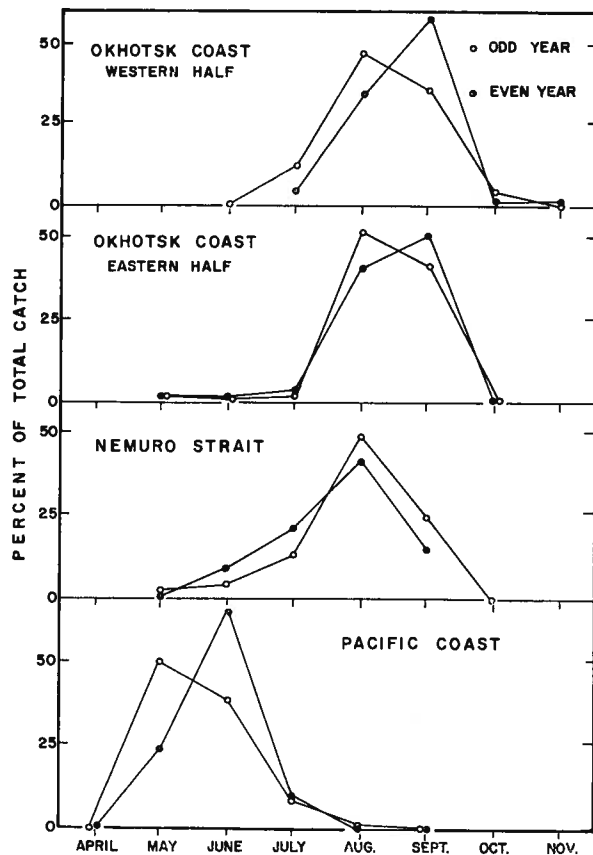 PERCENT OF TOTAL CATCH
50
25
0
OKHOTSK COAST
WESTERN HALF
ODD YEAR
EVEN YEAR
50
25
0
OKHOTSK COAST
EASTERN HALF
50
25
0
NEMURO STRAIT
50
25
0
PACIFIC COAST
APRIL MAY JUNE JULY AUG. SEPT. OCT. NOV.